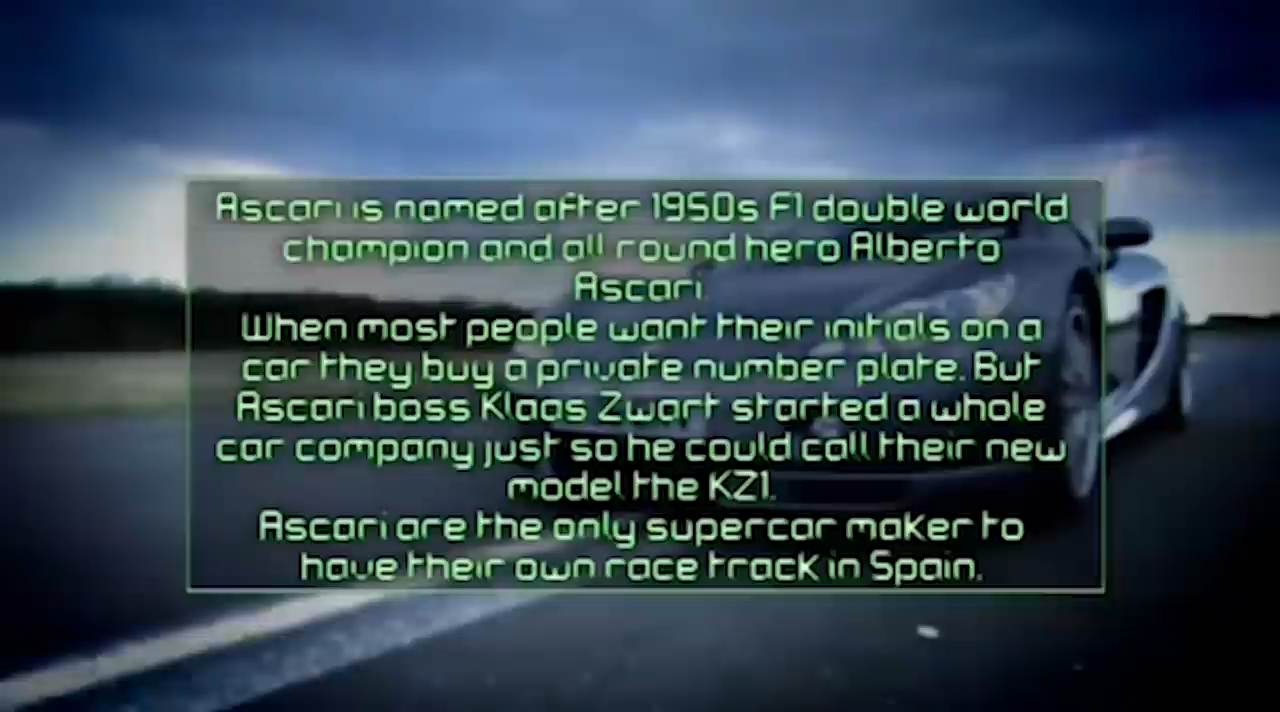 Ascari is named after 1950s F1 double world
champion and all round hero Alberto
Ascari.
When most people want their initials on a
car they buy a private number plate. But
Ascari boss Klaas Zwart started a whole
car company just so he could call their new
model the KZ1.
Ascari are the only supercar maker to
have their own race track in Spain.